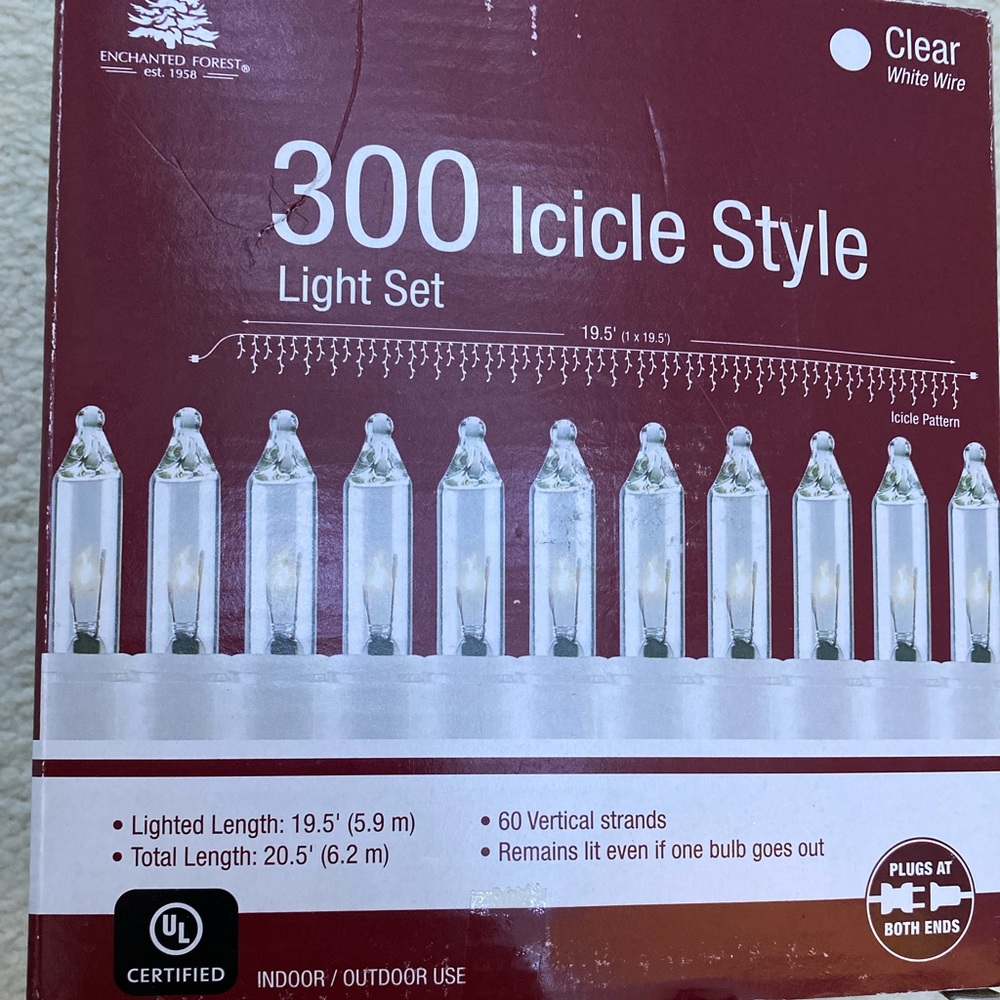 ENCHANTED FOREST®
est. 1958
Clear
White Wire
300 Icicle Style
Light Set
19.5' (1 x 19.5')
Icicle Pattern
• Lighted Length: 19.5' (5.9 m)
• Total Length: 20.5' (6.2 m)
• 60 Vertical strands
• Remains lit even if one bulb goes out
PLUGS AT
BOTH ENDS
UL
CERTIFIED
INDOOR / OUTDOOR USE